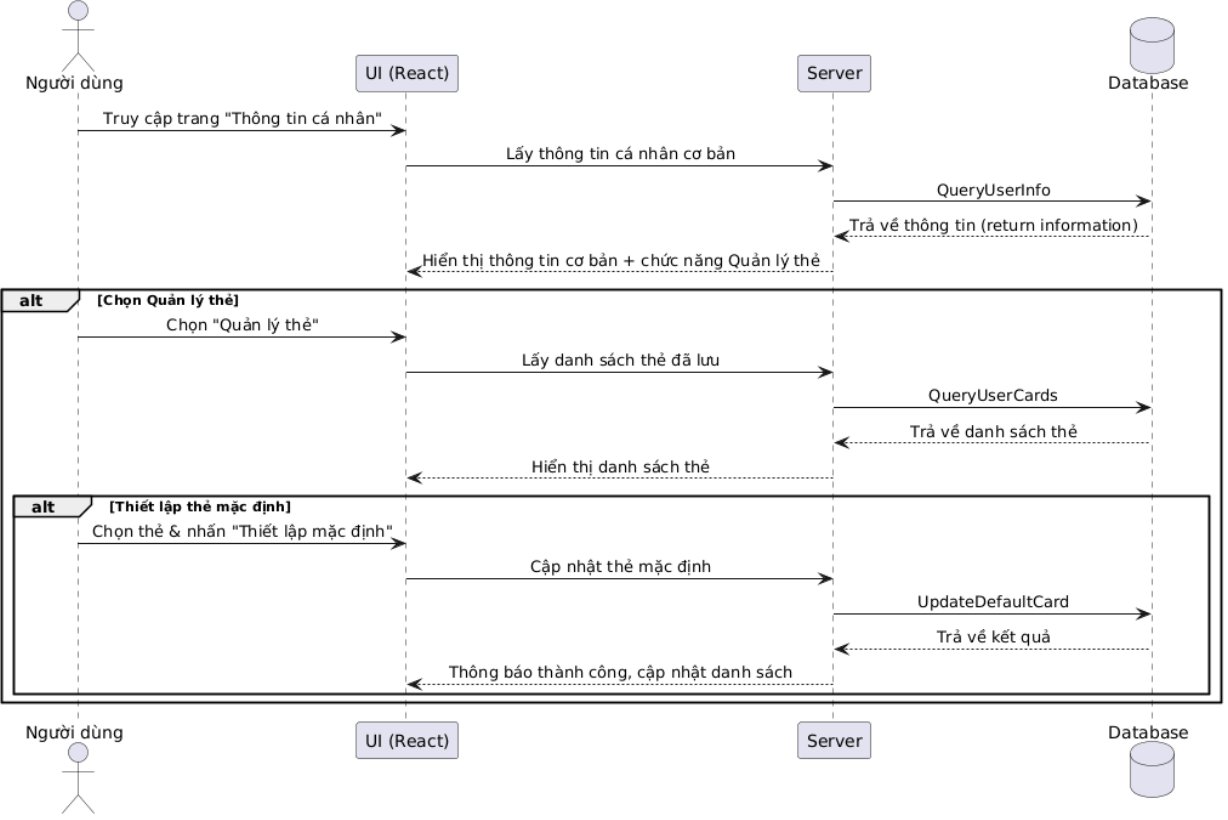 Người dùng
UI (React)
Server
Database
Truy cập trang "Thông tin cá nhân"
Lấy thông tin cá nhân cơ bản
QueryUserInfo
Trả về thông tin (return information)
Hiển thị thông tin cơ bản + chức năng Quản lý thẻ
alt [Chọn Quản lý thẻ]
Chọn "Quản lý thẻ"
Lấy danh sách thẻ đã lưu
QueryUserCards
Trả về danh sách thẻ
Hiển thị danh sách thẻ
alt [Thiết lập thẻ mặc định]
Chọn thẻ & nhấn "Thiết lập mặc định"
Cập nhật thẻ mặc định
UpdateDefaultCard
Trả về kết quả
Thông báo thành công, cập nhật danh sách
Người dùng
UI (React)
Server
Database